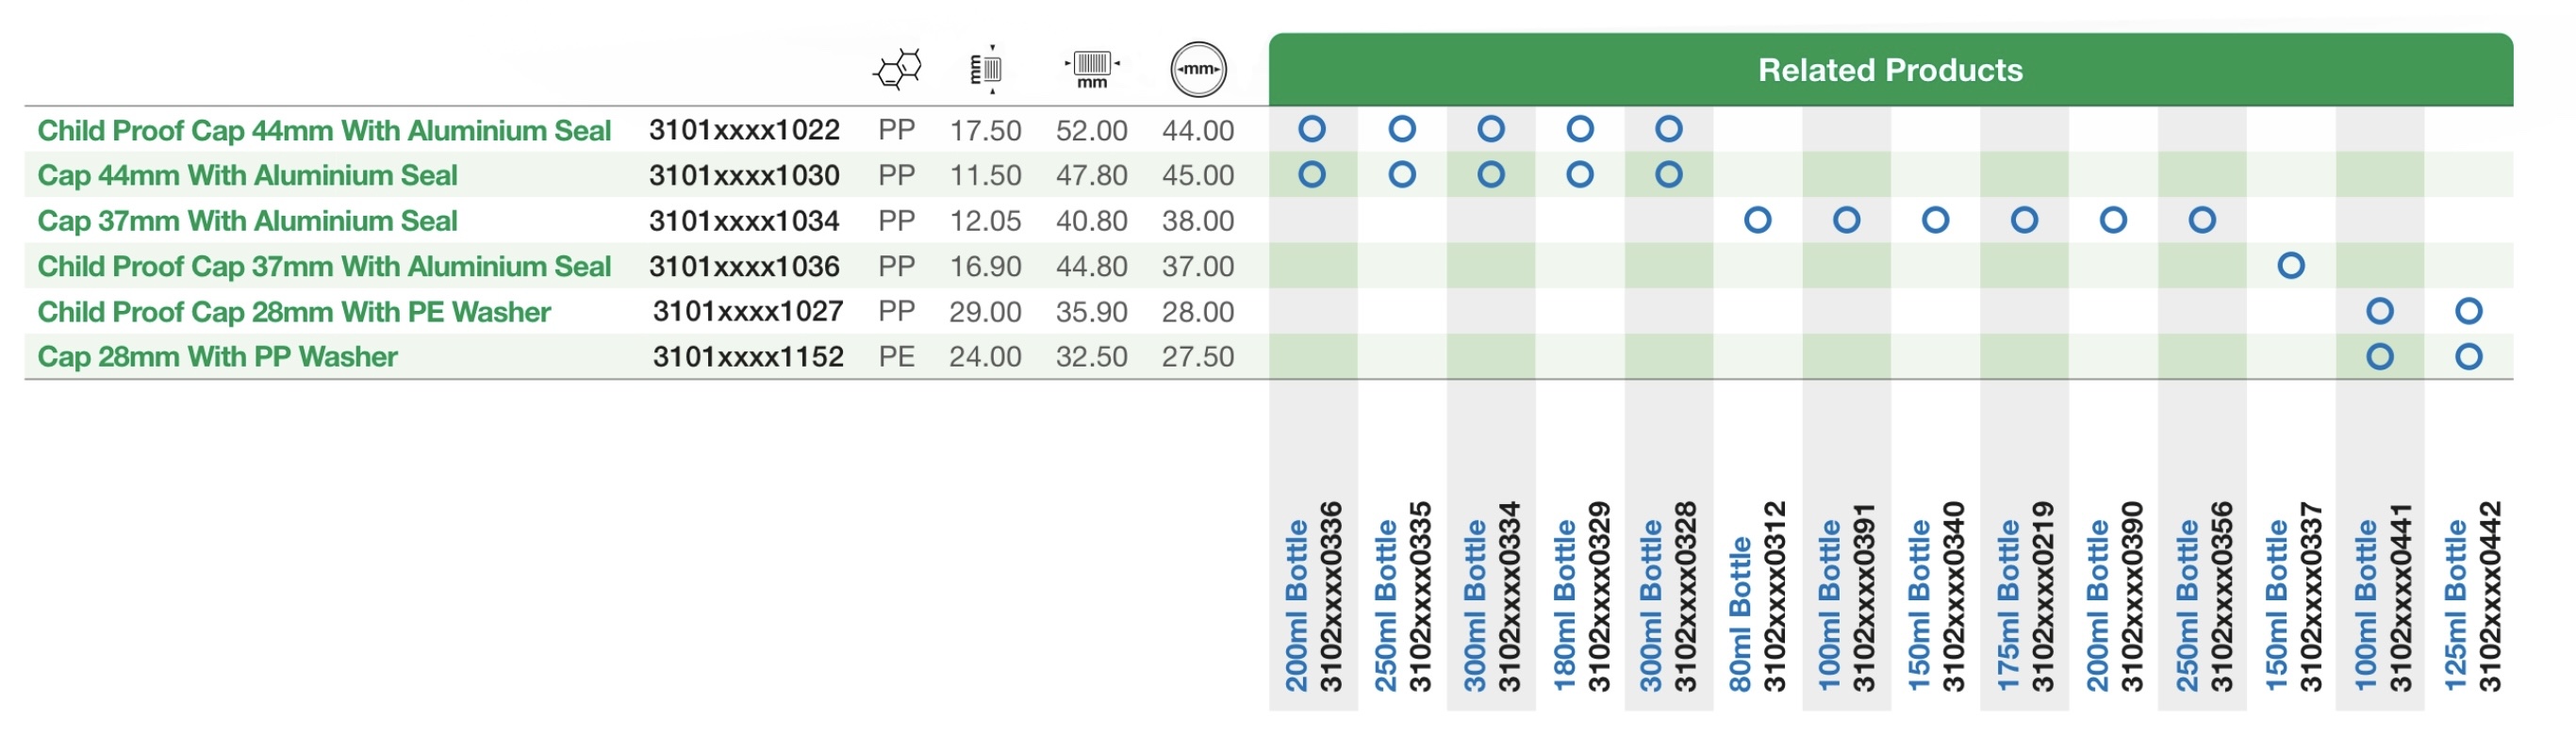 mm
mm
mm
Related Products
Child Proof Cap 44mm With Aluminium Seal 3101xxxx1022 PP 17.50 52.00 44.00
Cap 44mm With Aluminium Seal 3101xxxx1030 PP 11.50 47.80 45.00
Cap 37mm With Aluminium Seal 3101xxxx1034 PP 12.05 40.80 38.00
Child Proof Cap 37mm With Aluminium Seal 3101xxxx1036 PP 16.90 44.80 37.00
Child Proof Cap 28mm With PE Washer 3101xxxx1027 PP 29.00 35.90 28.00
Cap 28mm With PP Washer 3101xxxx1152 PE 24.00 32.50 27.50
200ml Bottle
3102xxxx0336
250ml Bottle
3102xxxx0335
300ml Bottle
3102xxxx0334
180ml Bottle
3102xxxx0329
300ml Bottle
3102xxxx0328
80ml Bottle
3102xxxx0312
100ml Bottle
3102xxxx0391
150ml Bottle
3102xxxx0340
175ml Bottle
3102xxxx0219
200ml Bottle
3102xxxx0390
250ml Bottle
3102xxxx0356
150ml Bottle
3102xxxx0337
100ml Bottle
3102xxxx0441
125ml Bottle
3102xxxx0442